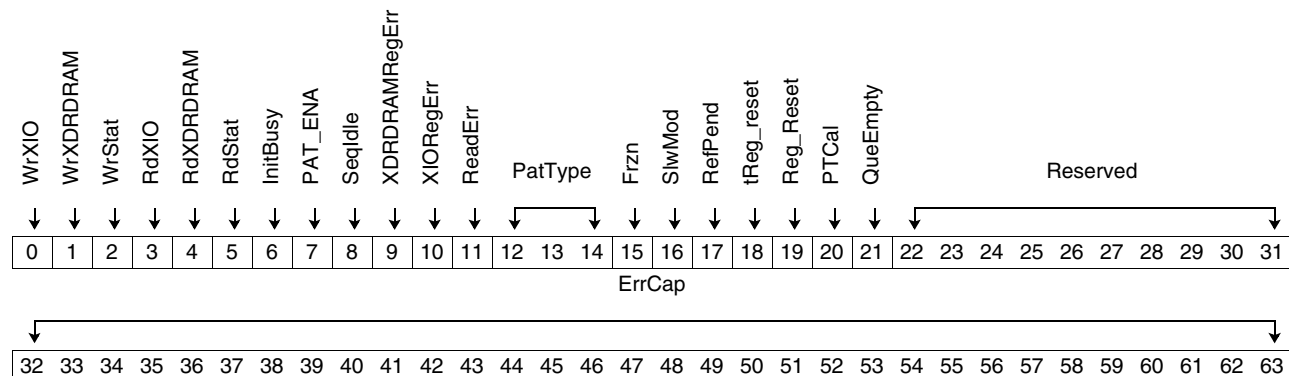 WrXIO
WrXDRDRAM
WrStat
RdXIO
RdXDRDRAM
RdStat
InitBusy
PAT_ENA
SeqIdle
XDRDRAMRegErr
XIORegErr
ReadErr
PatType
Frzn
SlwMod
RefPend
tReg_reset
Reg_Reset
PTCal
QueEmpty
Reserved
0 1 2 3 4 5 6 7 8 9 10 11 12 13 14 15 16 17 18 19 20 21 22 23 24 25 26 27 28 29 30 31
ErrCap
32 33 34 35 36 37 38 39 40 41 42 43 44 45 46 47 48 49 50 51 52 53 54 55 56 57 58 59 60 61 62 63